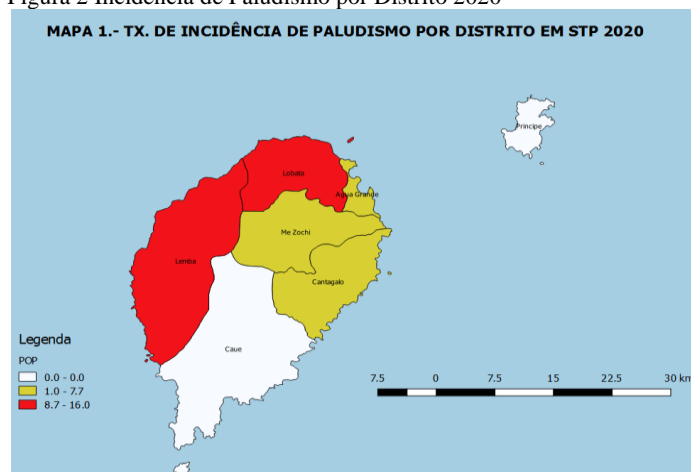 Figura 2 Incidência de Paludismo por Distrito 2020
MAPA 1.- TX. DE INCIDÊNCIA DE PALUDISMO POR DISTRITO EM STP 2020
Principe
Lobata
Agua Grande
Me Zochi
Lemba
Cantagalo
Caue
Legenda
POP
0.0 - 0.0
1.0 - 7.7
8.7 - 16.0
7.5 0 7.5 15 22.5 30 km